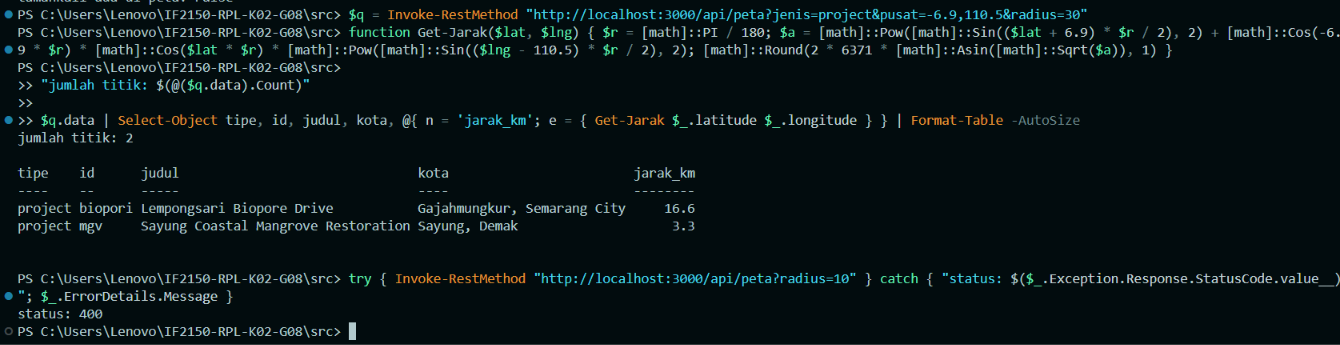 PS C:\Users\Lenovo\IF2150-RPL-K02-G08\src> $q = Invoke-RestMethod "http://localhost:3000/api/peta?jenis=project&pusat=-6.9,110.5&radius=30"
PS C:\Users\Lenovo\IF2150-RPL-K02-G08\src> function Get-Jarak($lat, $lng) { $r = [math]::PI / 180; $a = [math]::Pow([math]::Sin(($lat + 6.9) * $r / 2), 2) + [math]::Cos(-6.
9 * $r) * [math]::Cos($lat * $r) * [math]::Pow([math]::Sin(($lng - 110.5) * $r / 2), 2); [math]::Round(2 * 6371 * [math]::Asin([math]::Sqrt($a)), 1) }
PS C:\Users\Lenovo\IF2150-RPL-K02-G08\src>
>> "jumlah titik: $(@($q.data).Count)"
>>
>> $q.data | Select-Object tipe, id, judul, kota, @{ n = 'jarak_km'; e = { Get-Jarak $_.latitude $_.longitude } } | Format-Table -AutoSize
jumlah titik: 2
tipe id judul kota jarak_km
---- -- ----- ---- --------
project biopori Lempongsari Biopore Drive Gajahmungkur, Semarang City 16.6
project mgv Sayung Coastal Mangrove Restoration Sayung, Demak 3.3
PS C:\Users\Lenovo\IF2150-RPL-K02-G08\src> try { Invoke-RestMethod "http://localhost:3000/api/peta?radius=10" } catch { "status: $($_.Exception.Response.StatusCode.value__)
"; $_.ErrorDetails.Message }
status: 400
PS C:\Users\Lenovo\IF2150-RPL-K02-G08\src>